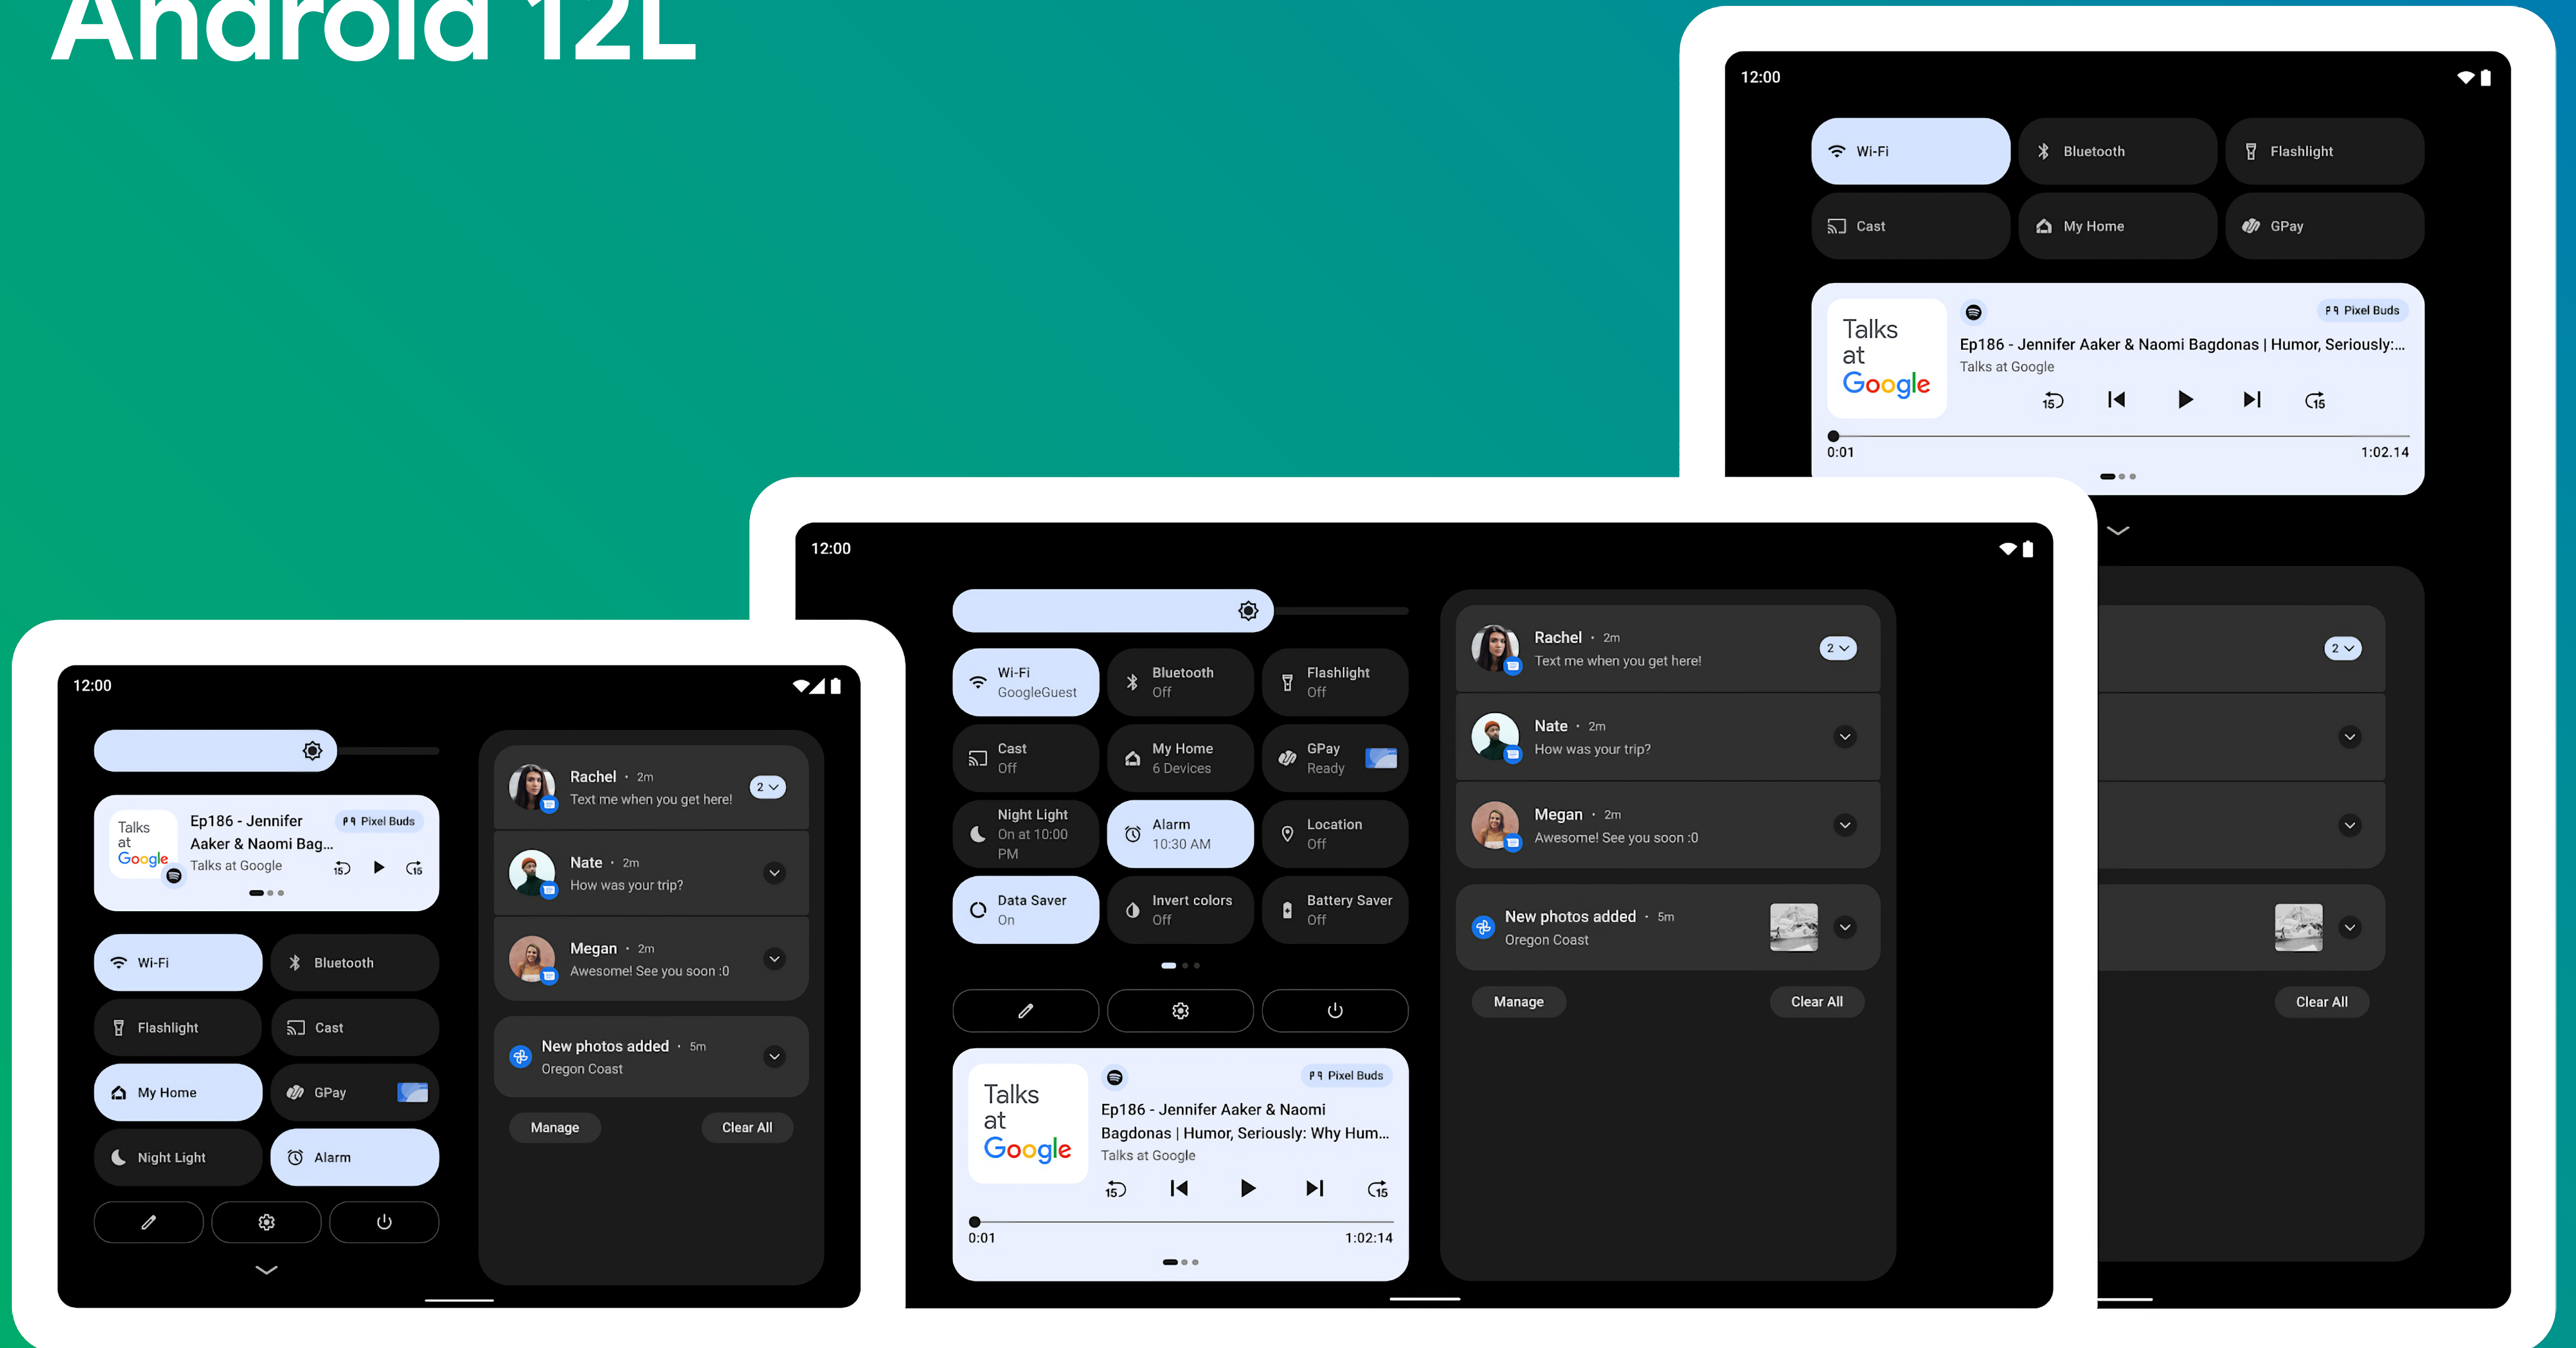 Android 12L
12:00
Wi-Fi
Bluetooth
Flashlight
Cast
My Home
GPay
Talks
at
Google
Pixel Buds
Ep186 - Jennifer Aaker & Naomi Bagdonas | Humor, Seriously:...
Talks at Google
15
15
0:01
1:02.14
2
Clear All
12:00
Wi-Fi
GoogleGuest
Bluetooth
Off
Flashlight
Off
Cast
Off
My Home
6 Devices
GPay
Ready
Night Light
On at 10:00
PM
Alarm
10:30 AM
Location
Off
Data Saver
On
Invert colors
Off
Battery Saver
Off
Talks
at
Google
Pixel Buds
Ep186 - Jennifer Aaker & Naomi
Bagdonas | Humor, Seriously: Why Hum...
Talks at Google
15
15
0:01
1:02:14
Rachel · 2m
Text me when you get here!
2
Nate · 2m
How was your trip?
Megan · 2m
Awesome! See you soon :0
New photos added · 5m
Oregon Coast
Manage
Clear All
12:00
Talks
at
Google
Ep186 - Jennifer
Aaker & Naomi Bag...
Talks at Google
Pixel Buds
15
15
Wi-Fi
Bluetooth
Flashlight
Cast
My Home
GPay
Night Light
Alarm
Rachel · 2m
Text me when you get here!
2
Nate · 2m
How was your trip?
Megan · 2m
Awesome! See you soon :0
New photos added · 5m
Oregon Coast
Manage
Clear All